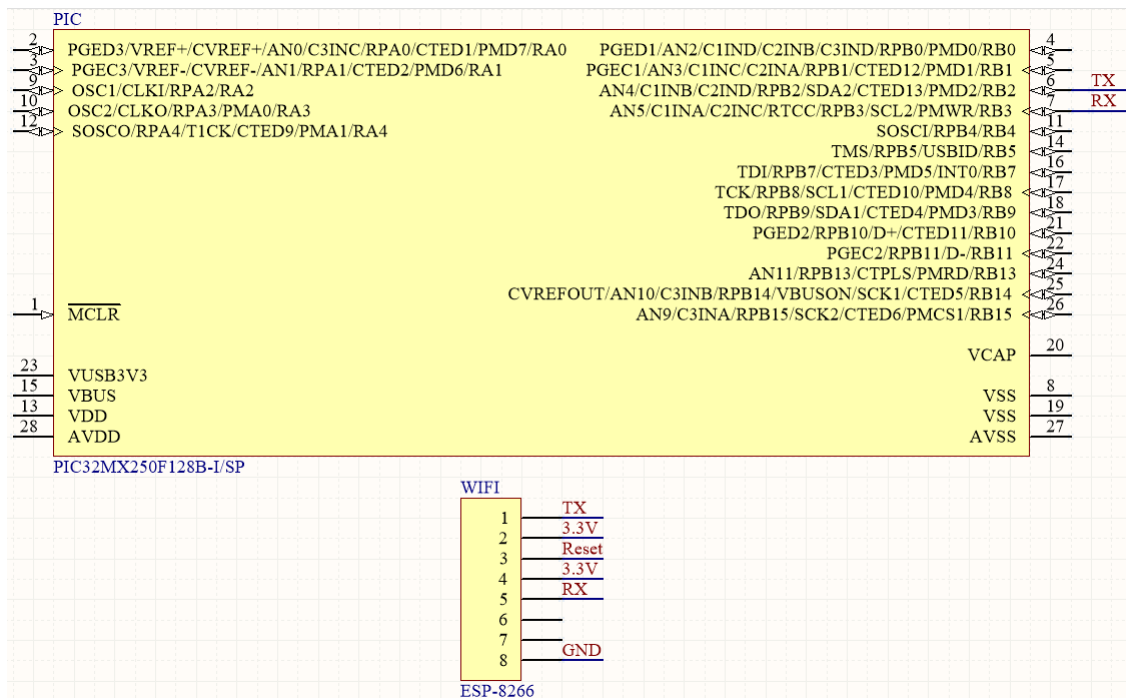 PIC
2 PGED3/VREF+/CVREF+/AN0/C3INC/RPA0/CTED1/PMD7/RA0 PGED1/AN2/C1IND/C2INB/C3IND/RPB0/PMD0/RB0 4
3 PGEC3/VREF-/CVREF-/AN1/RPA1/CTED2/PMD6/RA1 PGEC1/AN3/C1INC/C2INA/RPB1/CTED12/PMD1/RB1 5
9 OSC1/CLKI/RPA2/RA2 AN4/C1INB/C2IND/RPB2/SDA2/CTED13/PMD2/RB2 6 TX
10 OSC2/CLKO/RPA3/PMA0/RA3 AN5/C1INA/C2INC/RTCC/RPB3/SCL2/PMWR/RB3 7 RX
12 SOSCO/RPA4/T1CK/CTED9/PMA1/RA4 SOSCI/RPB4/RB4 11
TMS/RPB5/USBID/RB5 14
TDI/RPB7/CTED3/PMD5/INT0/RB7 16
TCK/RPB8/SCL1/CTED10/PMD4/RB8 17
TDO/RPB9/SDA1/CTED4/PMD3/RB9 18
PGED2/RPB10/D+/CTED11/RB10 21
PGEC2/RPB11/D-/RB11 22
AN11/RPB13/CTPLS/PMRD/RB13 24
CVREFOUT/AN10/C3INB/RPB14/VBUSON/SCK1/CTED5/RB14 25
1 MCLR AN9/C3INA/RPB15/SCK2/CTED6/PMCS1/RB15 26
VCAP 20
23 VUSB3V3
15 VBUS VSS 8
13 VDD VSS 19
28 AVDD AVSS 27
PIC32MX250F128B-I/SP
WIFI
1 TX
2 3.3V
3 Reset
4 3.3V
5 RX
6
7
8 GND
ESP-8266